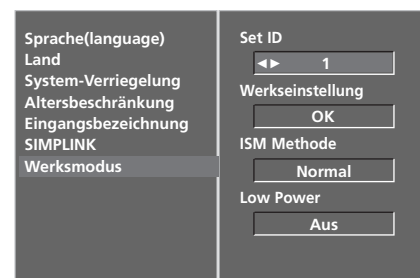 Sprache(language)
Land
System-Verriegelung
Altersbeschränkung
Eingangsbezeichnung
SIMPLINK
Werksmodus
Set ID
◄► 1
Werkseinstellung
OK
ISM Methode
Normal
Low Power
Aus